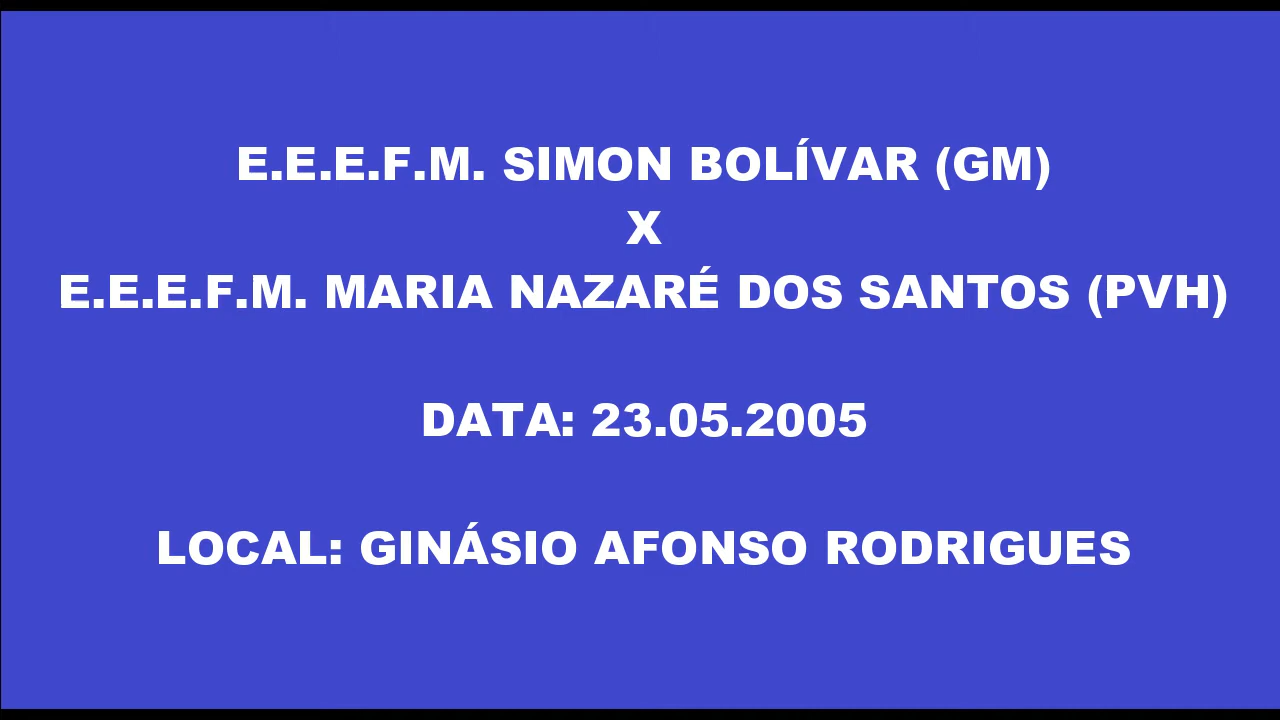 E.E.E.F.M. SIMON BOLÍVAR (GM)
X
E.E.E.F.M. MARIA NAZARÉ DOS SANTOS (PVH)
DATA: 23.05.2005
LOCAL: GINÁSIO AFONSO RODRIGUES